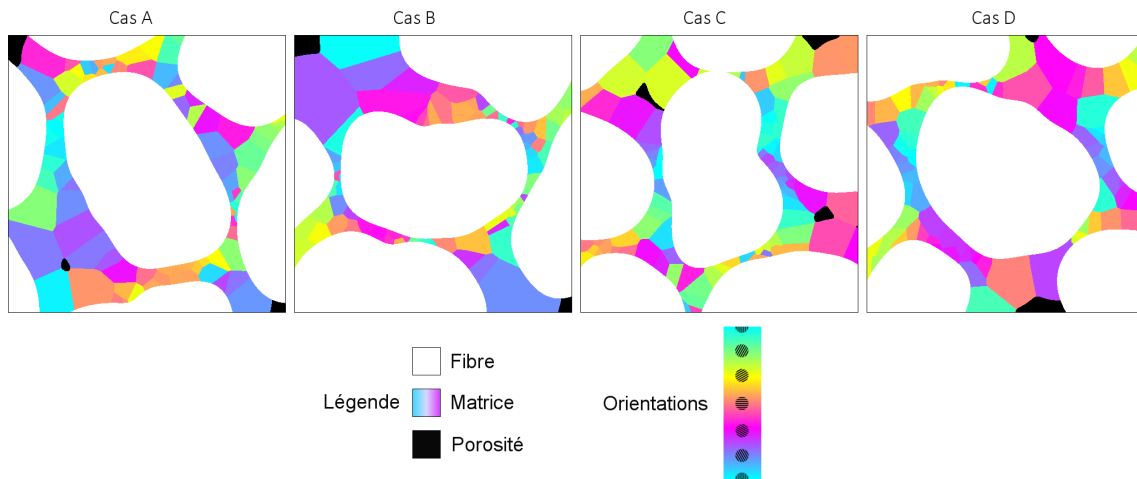 Cas A Cas B Cas C Cas D
Fibre
Légende Matrice Orientations
Porosité